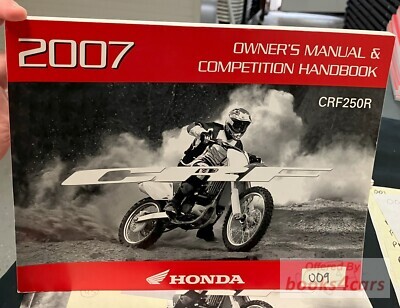 2007
OWNER'S MANUAL &
COMPETITION HANDBOOK
CRF250R
HONDA
009
Offered By
books4cars